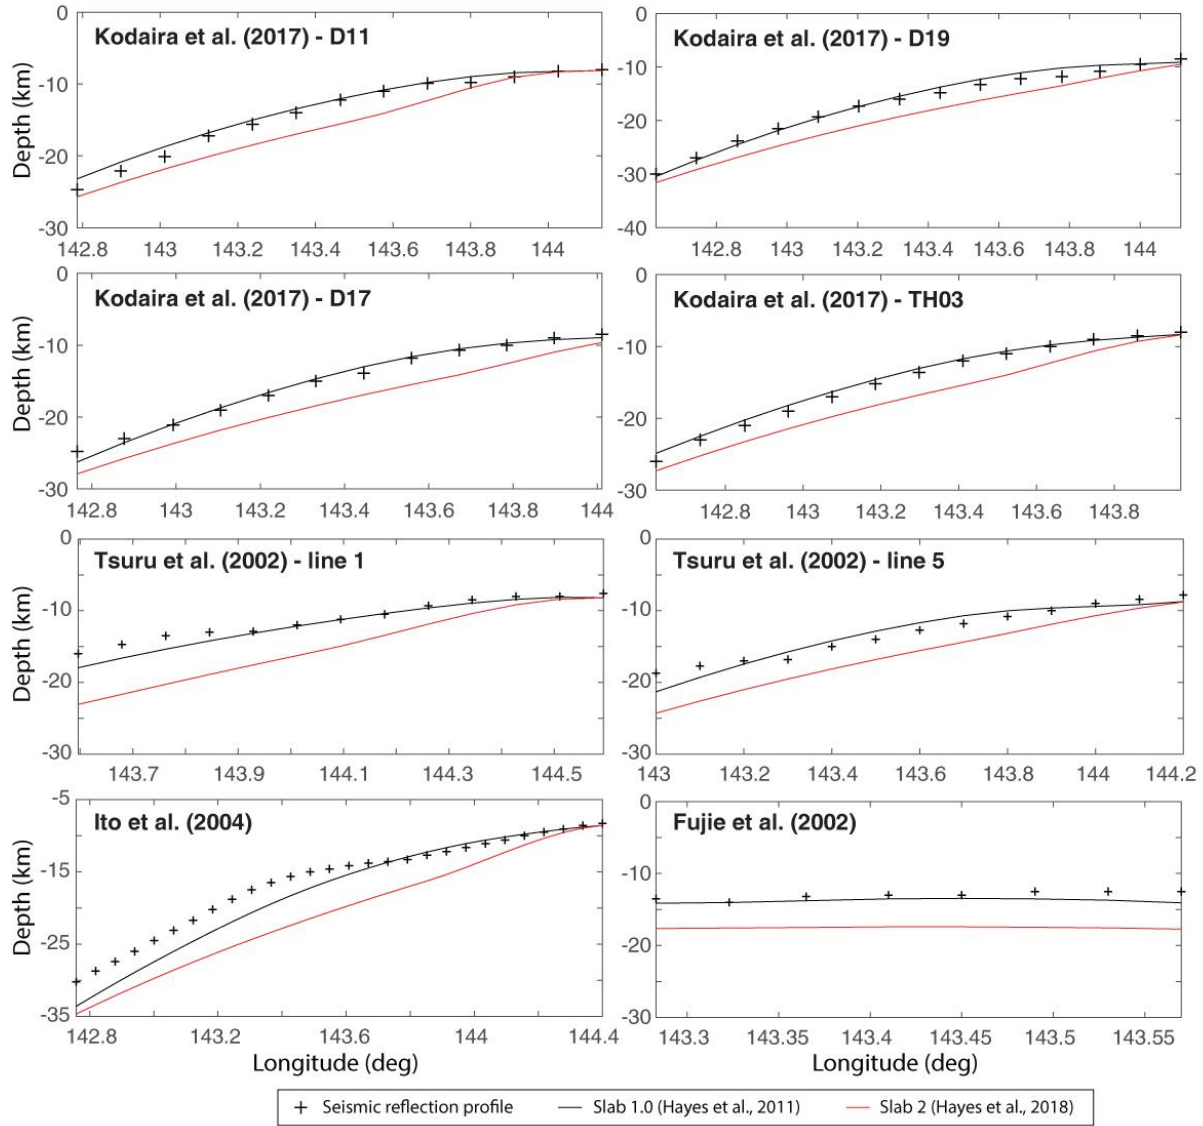 Kodaira et al. (2017) - D11
Depth (km)
0
-10
-20
-30
142.8 143 143.2 143.4 143.6 143.8 144
Kodaira et al. (2017) - D19
0
-10
-20
-30
-40
142.8 143 143.2 143.4 143.6 143.8 144
Kodaira et al. (2017) - D17
Depth (km)
0
-10
-20
-30
142.8 143 143.2 143.4 143.6 143.8 144
Kodaira et al. (2017) - TH03
0
-10
-20
-30
142.8 143 143.2 143.4 143.6 143.8
Tsuru et al. (2002) - line 1
Depth (km)
0
-10
-20
-30
143.7 143.9 144.1 144.3 144.5
Tsuru et al. (2002) - line 5
0
-10
-20
-30
143 143.2 143.4 143.6 143.8 144 144.2
Ito et al. (2004)
Depth (km)
-5
-15
-25
-35
142.8 143.2 143.6 144 144.4
Longitude (deg)
Fujie et al. (2002)
0
-10
-20
-30
143.3 143.35 143.4 143.45 143.5 143.55
Longitude (deg)
+ Seismic reflection profile — Slab 1.0 (Hayes et al., 2011) — Slab 2 (Hayes et al., 2018)